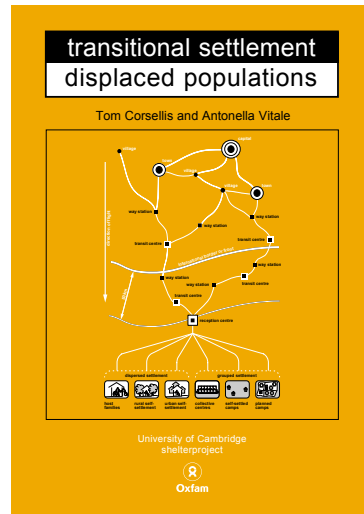 transitional settlement
displaced populations
Tom Corsellis and Antonella Vitale
capital
village
town
village
village
town
way station
way station
way station
transit centre
transit centre
way station
way station
way station
transit centre
transit centre
reception centre
dispersed settlement
grouped settlement
host
families
rural self-
settlement
urban self-
settlement
collective
centres
self-settled
camps
planned
camps
University of Cambridge
shelterproject
Oxfam